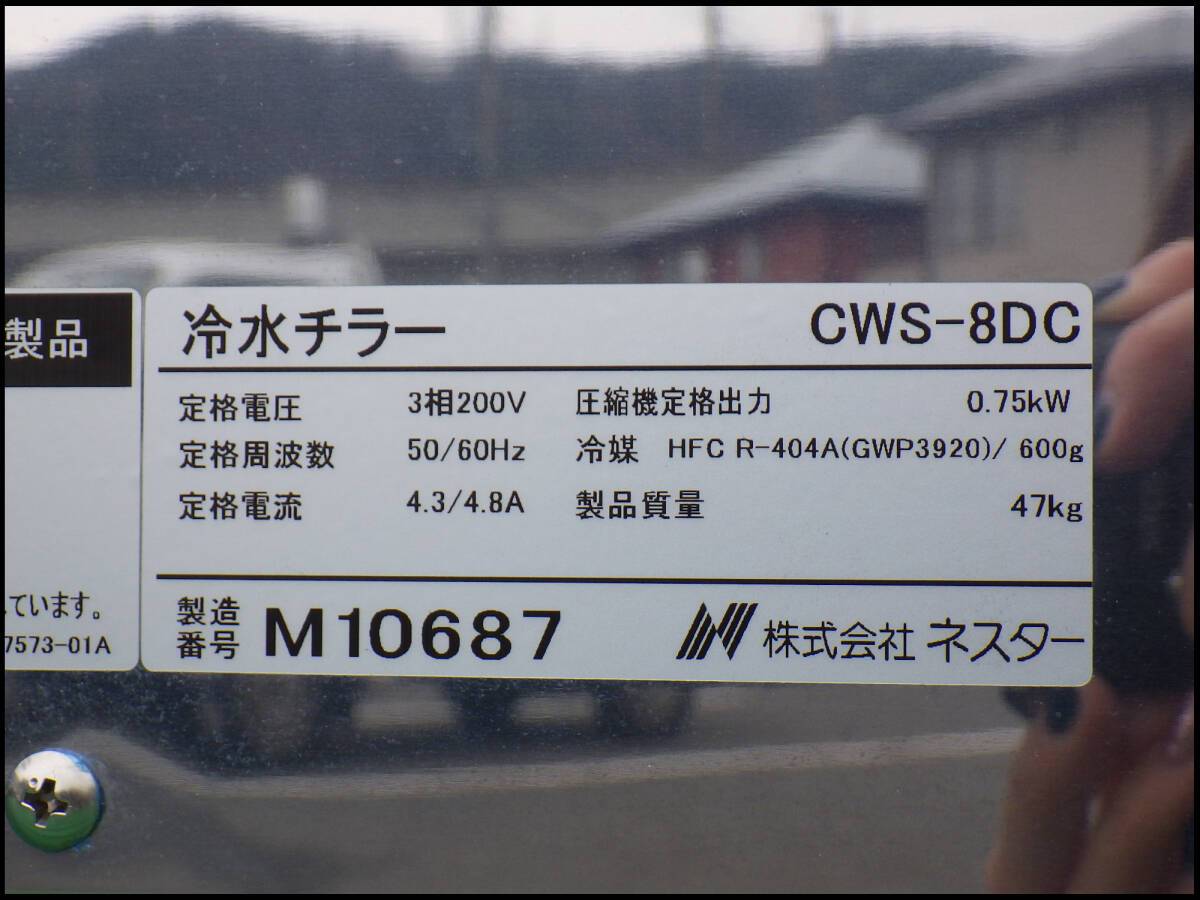 製品
ています。
7573-01A
冷水チラー CWS-8DC
定格電圧 3相200V 圧縮機定格出力 0.75kW
定格周波数 50/60Hz 冷媒 HFC R-404A(GWP3920)/ 600g
定格電流 4.3/4.8A 製品質量 47kg
製造番号 M10687 株式会社 ネスター